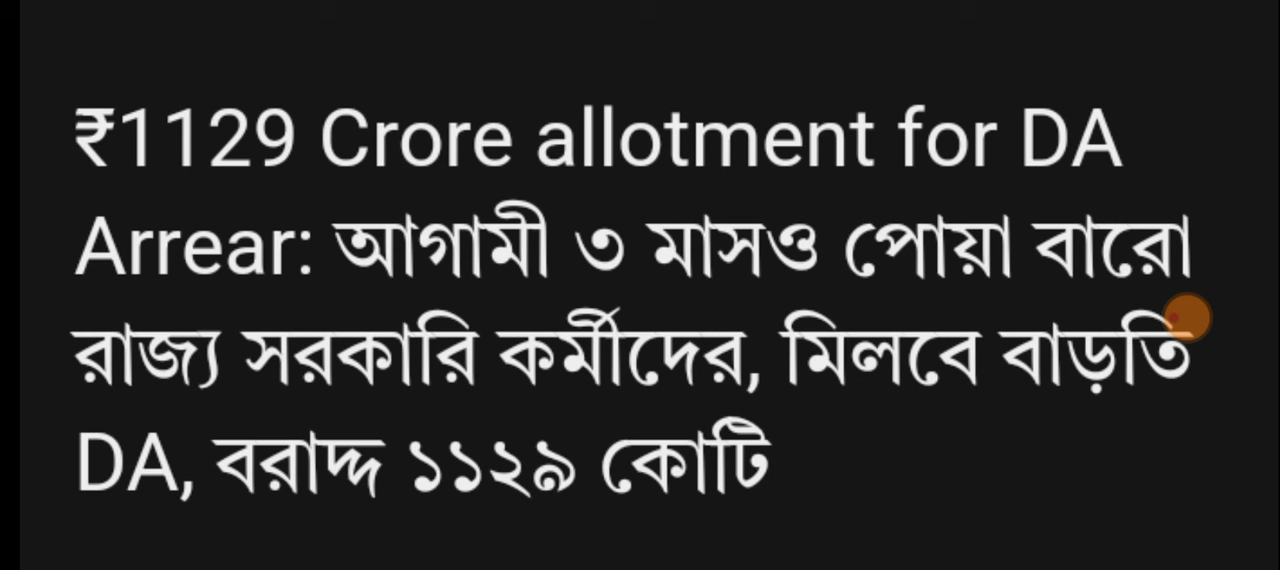 ₹1129 Crore allotment for DA
Arrear: আগামী ৩ মাসও পোয়া বারো
রাজ্য সরকারি কর্মীদের, মিলবে বাড়তি
DA, বরাদ্দ ১১২৯ কোটি